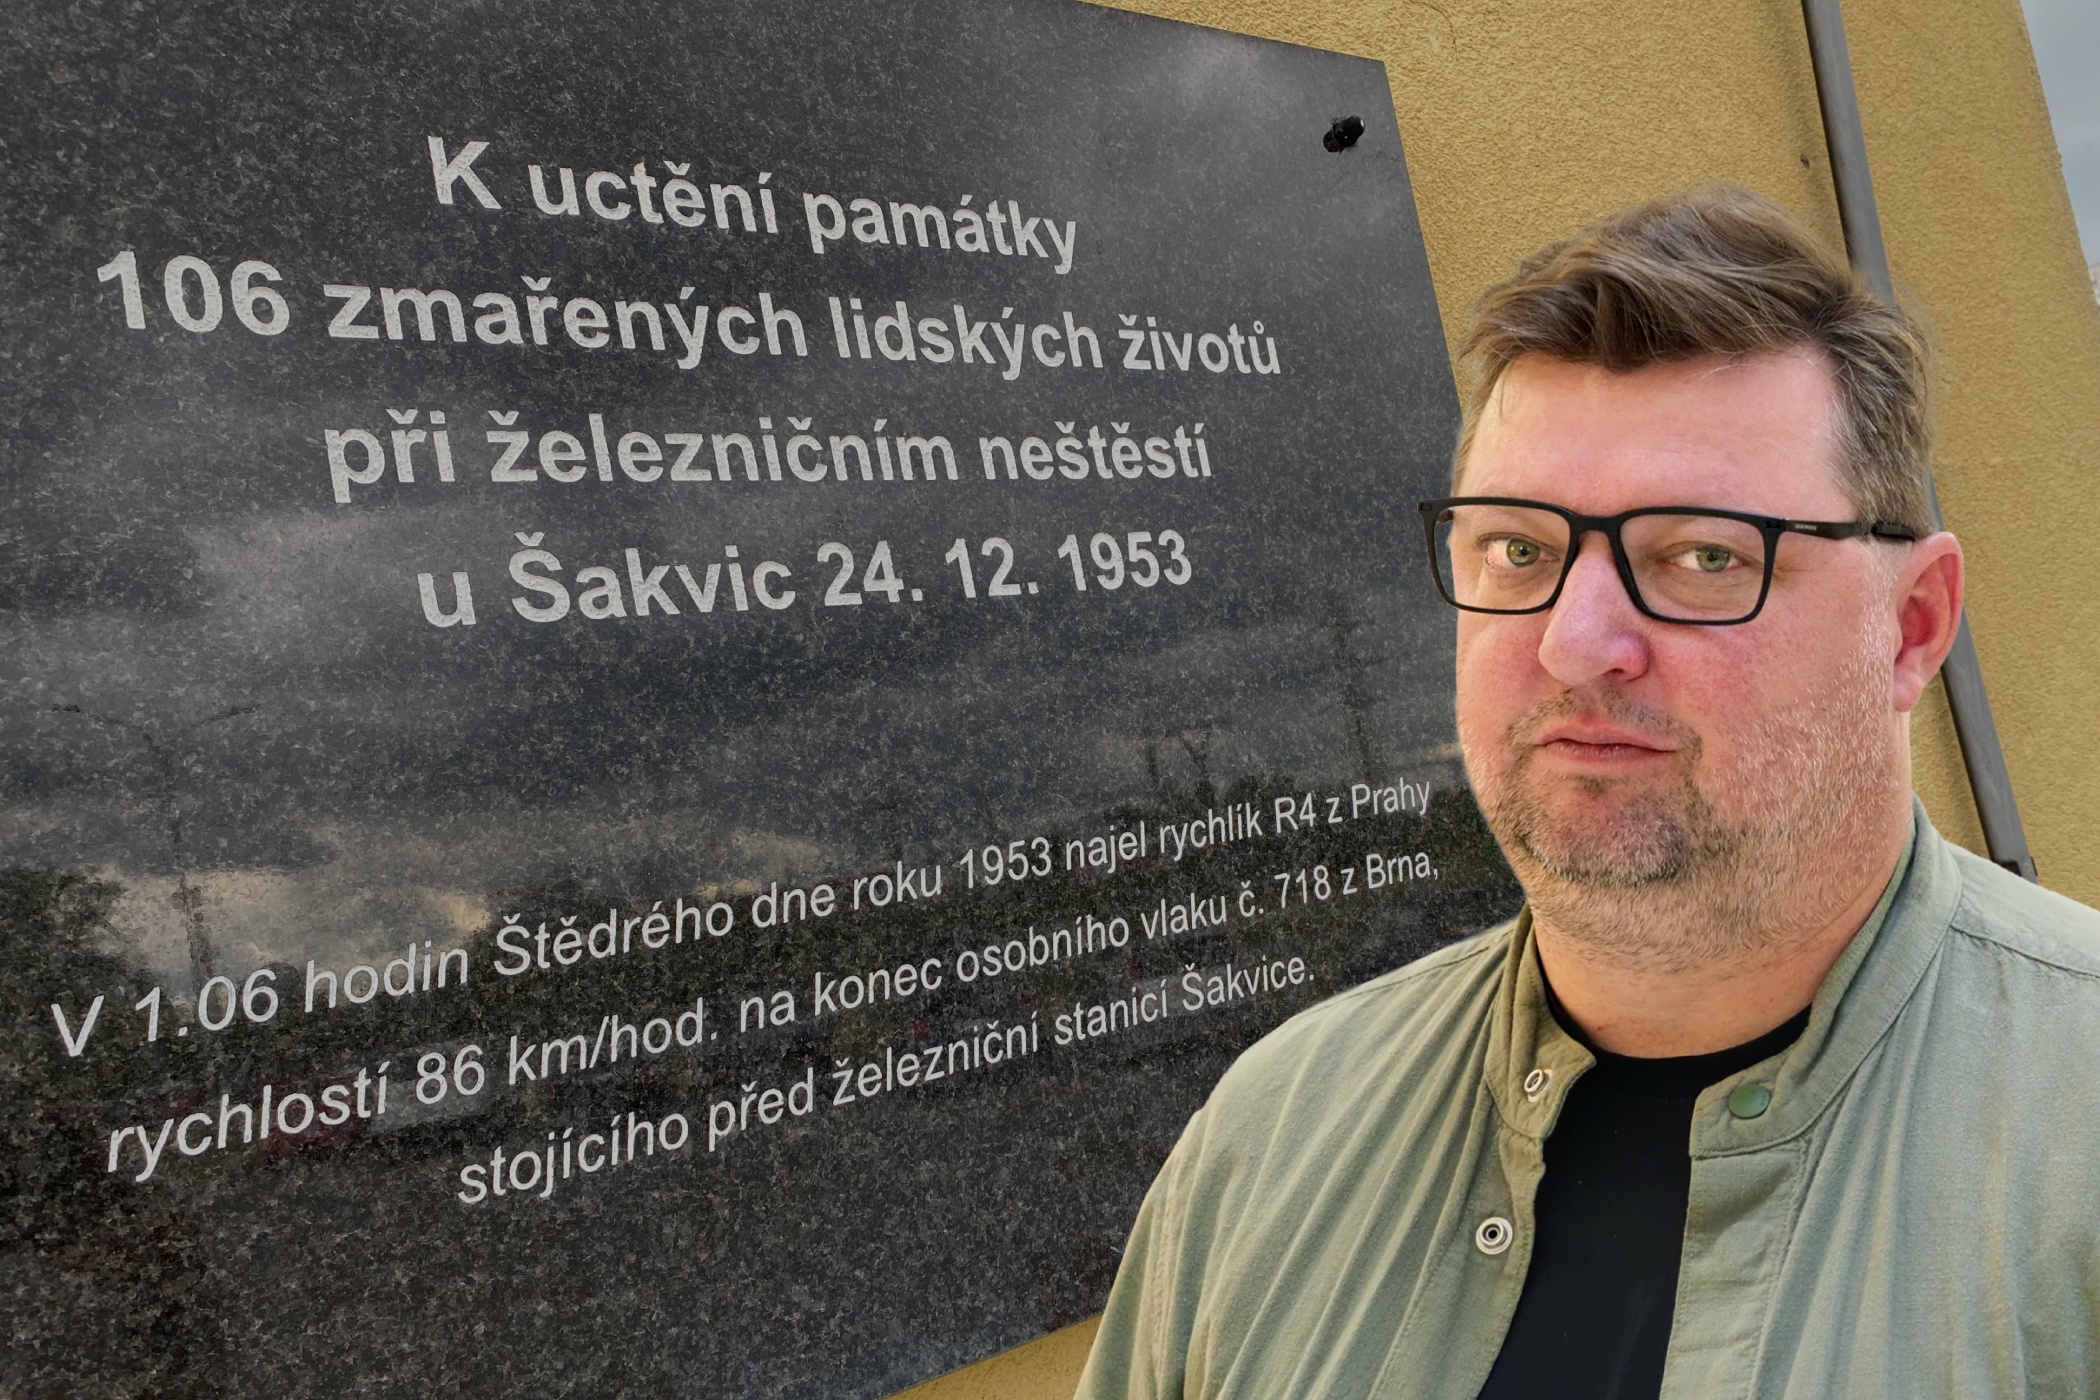 K uctění památky
106 zmařených lidských životů
při železničním neštěstí
u Šakvic 24. 12. 1953
V 1.06 hodin Štědrého dne roku 1953 najel rychlík R4 z Prahy
rychlostí 86 km/hod. na konec osobního vlaku č. 718 z Brna,
stojícího před železniční stanicí Šakvice.